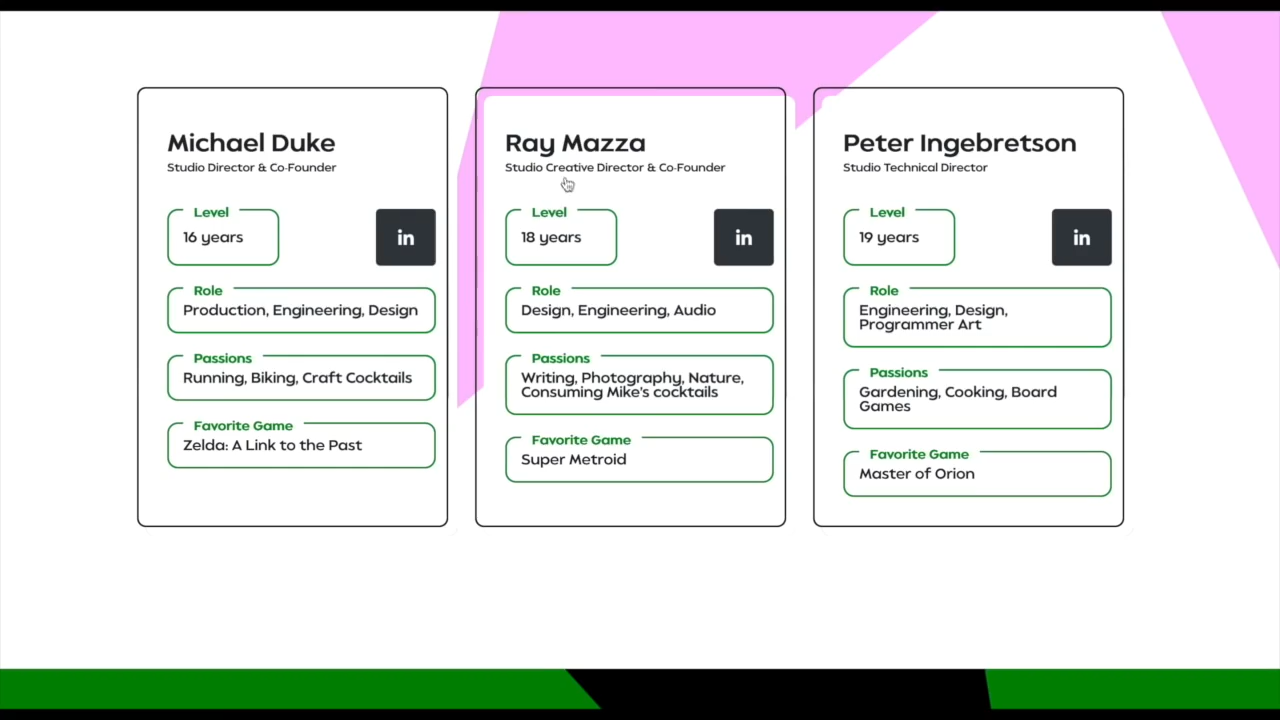 Michael Duke
Studio Director & Co-Founder
Level
16 years
in
Role
Production, Engineering, Design
Passions
Running, Biking, Craft Cocktails
Favorite Game
Zelda: A Link to the Past
Ray Mazza
Studio Creative Director & Co-Founder
Level
18 years
in
Role
Design, Engineering, Audio
Passions
Writing, Photography, Nature,
Consuming Mike's cocktails
Favorite Game
Super Metroid
Peter Ingebretson
Studio Technical Director
Level
19 years
in
Role
Engineering, Design,
Programmer Art
Passions
Gardening, Cooking, Board
Games
Favorite Game
Master of Orion